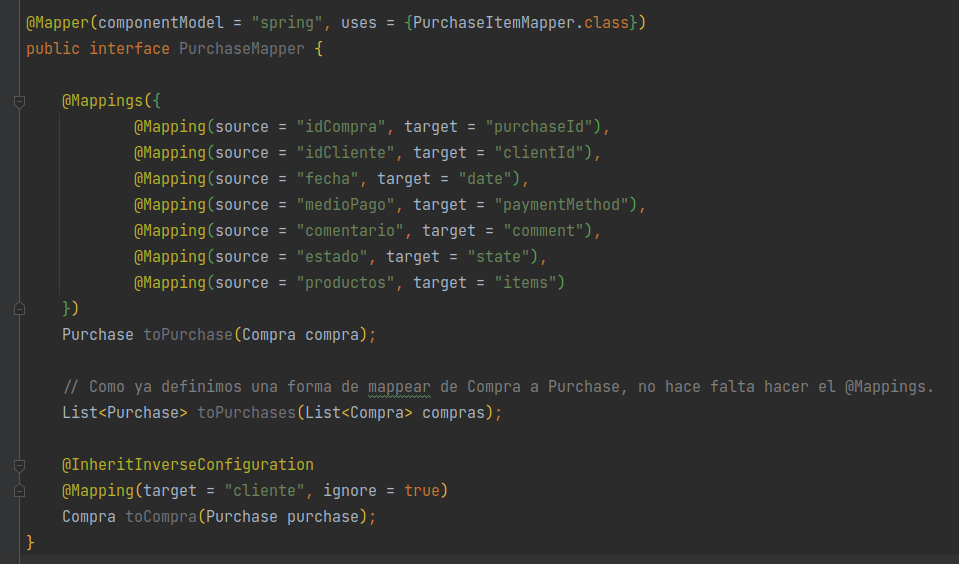 @Mapper(componentModel = "spring", uses = {PurchaseItemMapper.class})
public interface PurchaseMapper {
@Mappings({
@Mapping(source = "idCompra", target = "purchaseId"),
@Mapping(source = "idCliente", target = "clientId"),
@Mapping(source = "fecha", target = "date"),
@Mapping(source = "medioPago", target = "paymentMethod"),
@Mapping(source = "comentario", target = "comment"),
@Mapping(source = "estado", target = "state"),
@Mapping(source = "productos", target = "items")
})
Purchase toPurchase(Compra compra);
// Como ya definimos una forma de mappear de Compra a Purchase, no hace falta hacer el @Mappings.
List<Purchase> toPurchases(List<Compra> compras);
@InheritInverseConfiguration
@Mapping(target = "cliente", ignore = true)
Compra toCompra(Purchase purchase);
}